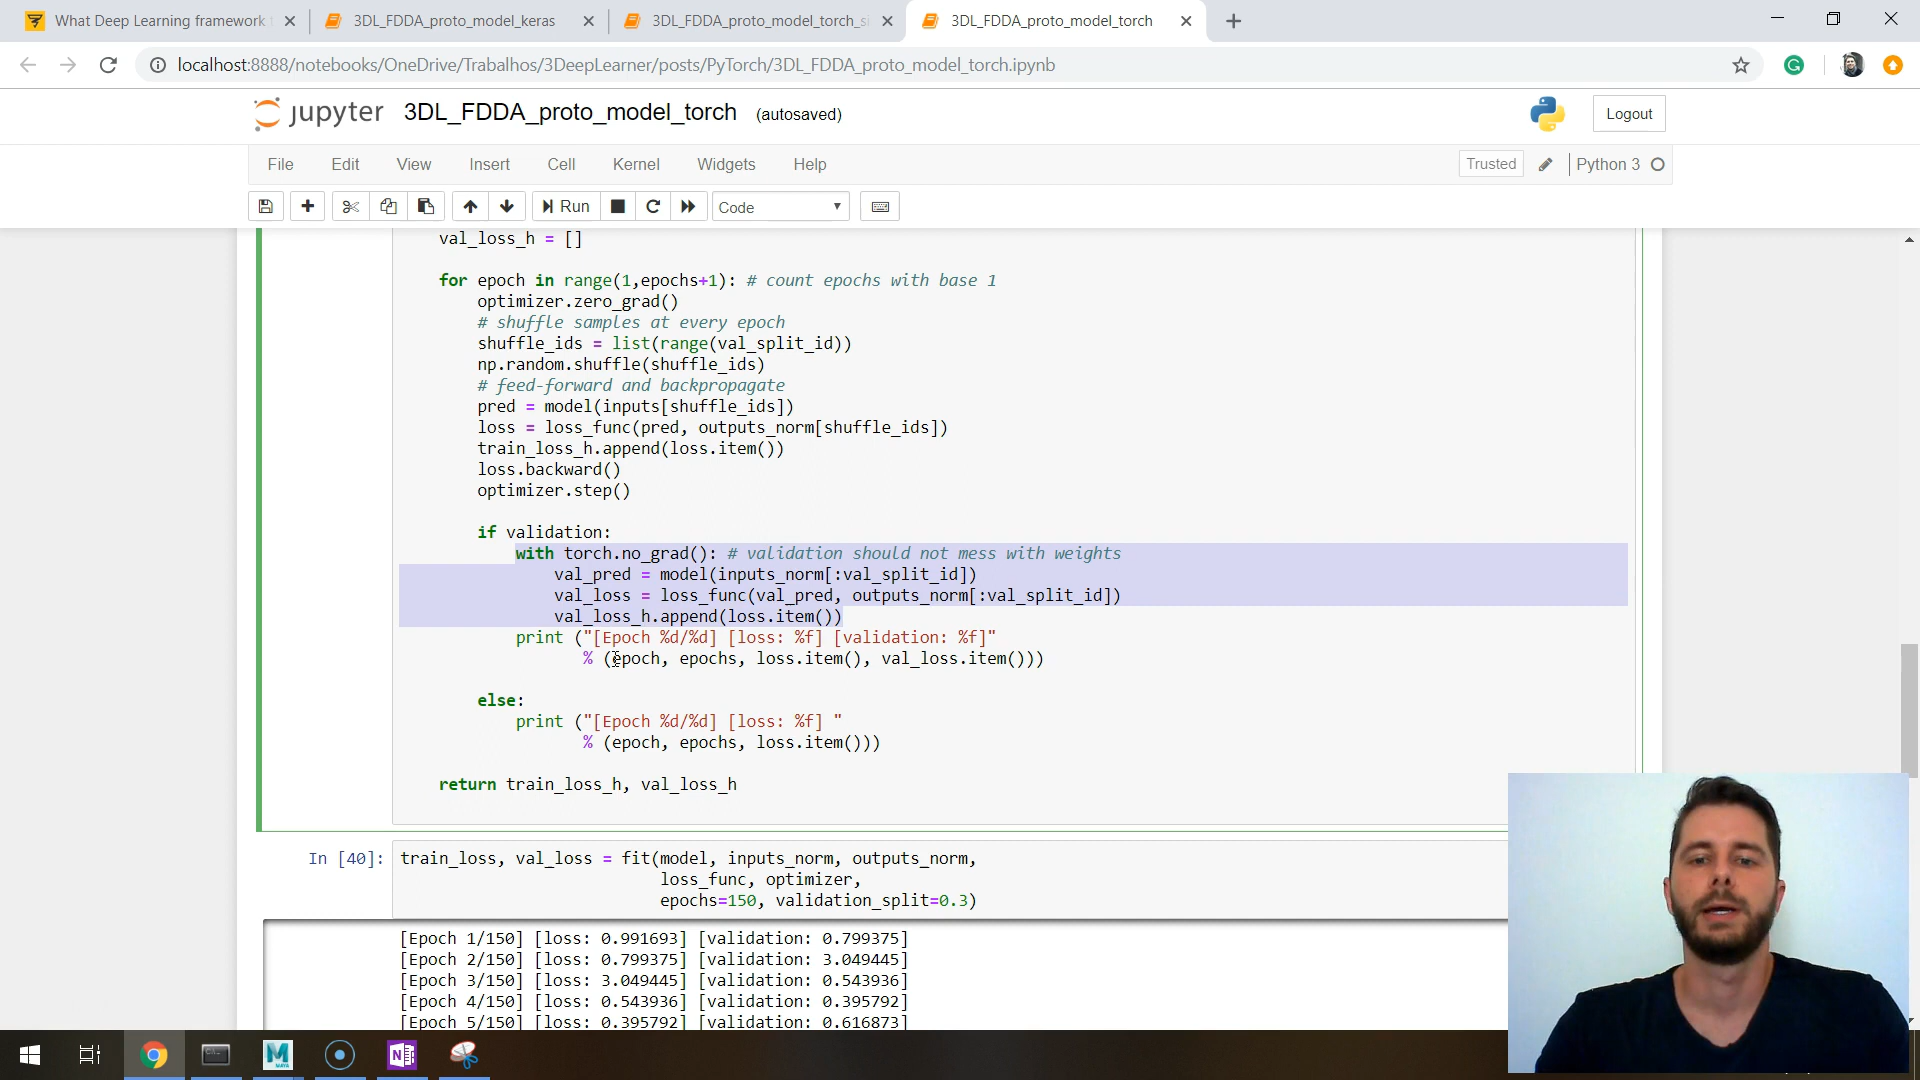 What Deep Learning framework
3DL_FDDA_proto_model_keras
3DL_FDDA_proto_model_torch_si
3DL_FDDA_proto_model_torch
localhost:8888/notebooks/OneDrive/Trabalhos/3DeepLearner/posts/PyTorch/3DL_FDDA_proto_model_torch.ipynb
jupyter 3DL_FDDA_proto_model_torch (autosaved)
Logout
File Edit View Insert Cell Kernel Widgets Help
Trusted Python 3
Run Code
val_loss_h = []
for epoch in range(1,epochs+1): # count epochs with base 1
optimizer.zero_grad()
# shuffle samples at every epoch
shuffle_ids = list(range(val_split_id))
np.random.shuffle(shuffle_ids)
# feed-forward and backpropagate
pred = model(inputs[shuffle_ids])
loss = loss_func(pred, outputs_norm[shuffle_ids])
train_loss_h.append(loss.item())
loss.backward()
optimizer.step()
if validation:
with torch.no_grad(): # validation should not mess with weights
val_pred = model(inputs_norm[:val_split_id])
val_loss = loss_func(val_pred, outputs_norm[:val_split_id])
val_loss_h.append(loss.item())
print ("[Epoch %d/%d] [loss: %f] [validation: %f]"
% (epoch, epochs, loss.item(), val_loss.item()))
else:
print ("[Epoch %d/%d] [loss: %f] "
% (epoch, epochs, loss.item()))
return train_loss_h, val_loss_h
In [40]: train_loss, val_loss = fit(model, inputs_norm, outputs_norm,
loss_func, optimizer,
epochs=150, validation_split=0.3)
[Epoch 1/150] [loss: 0.991693] [validation: 0.799375]
[Epoch 2/150] [loss: 0.799375] [validation: 3.049445]
[Epoch 3/150] [loss: 3.049445] [validation: 0.543936]
[Epoch 4/150] [loss: 0.543936] [validation: 0.395792]
[Epoch 5/150] [loss: 0.395792] [validation: 0.616873]